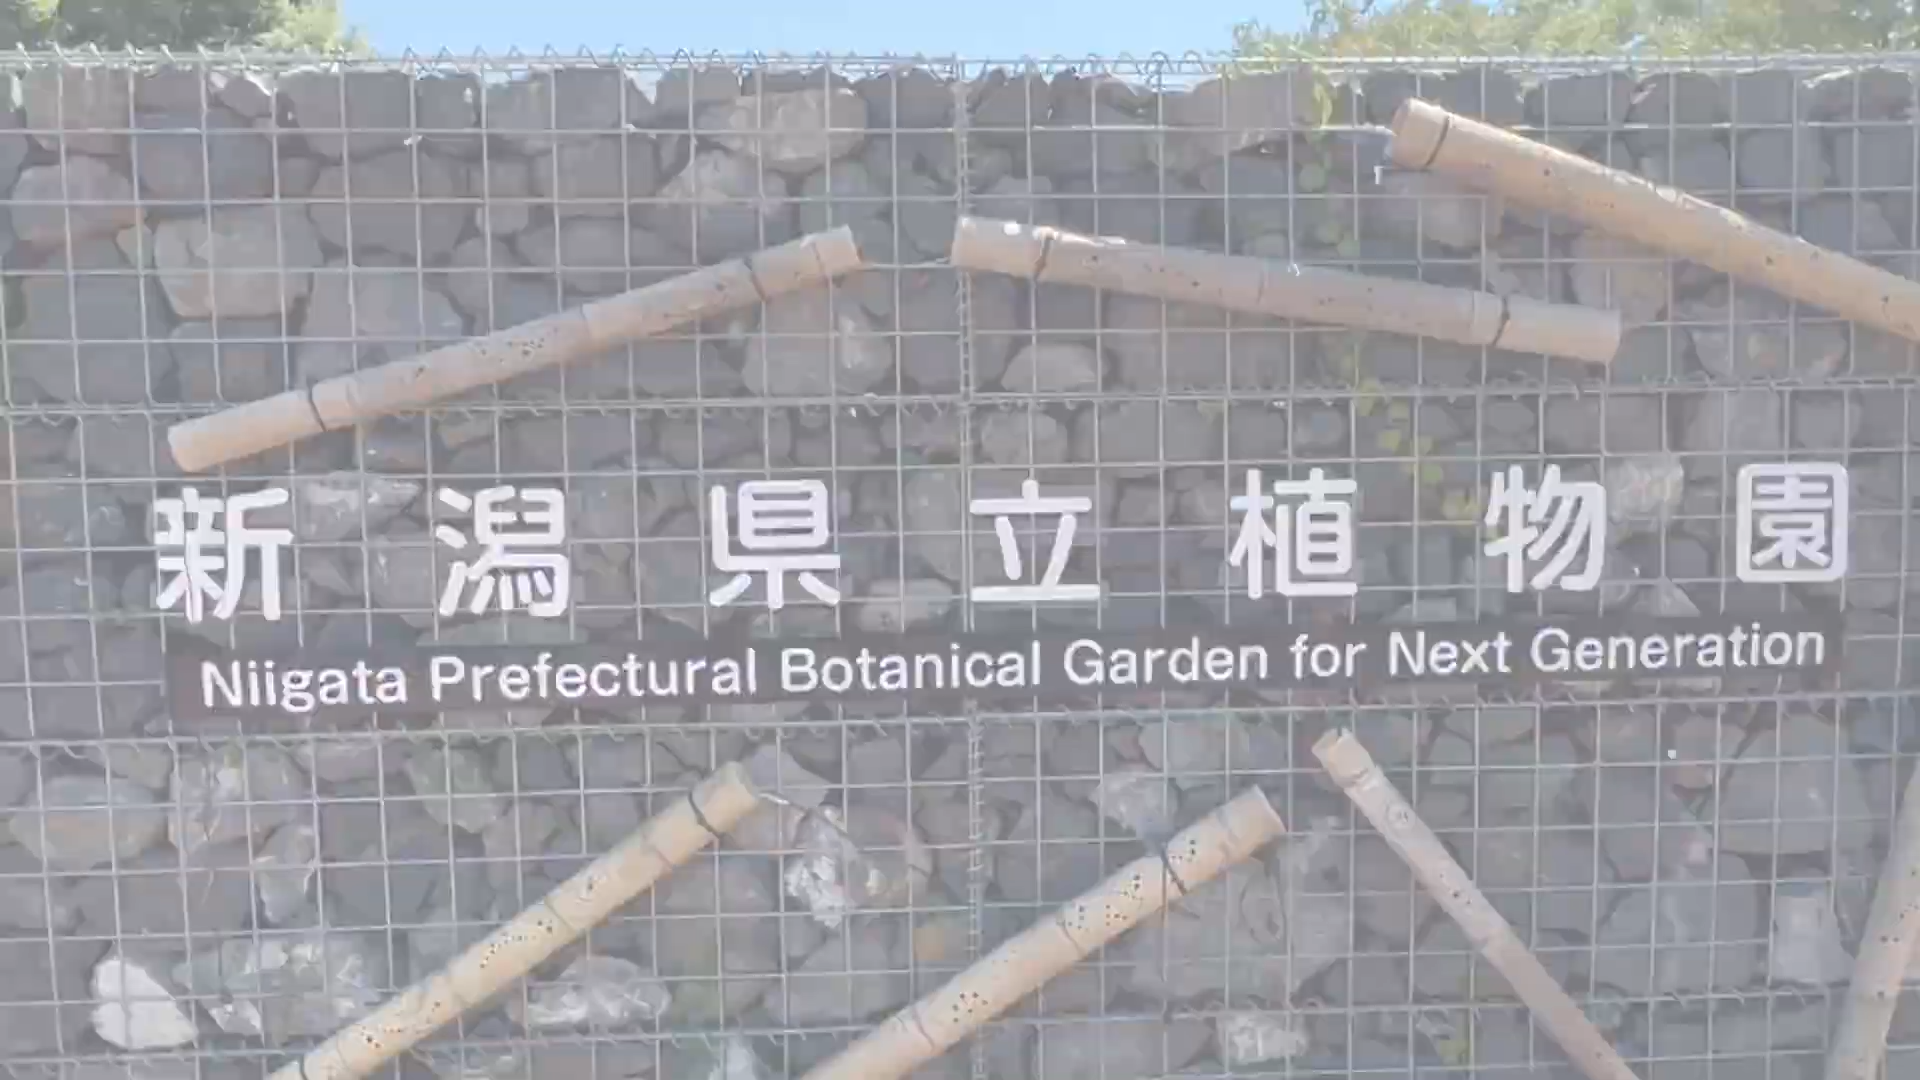 新潟県立植物園
Niigata Prefectural Botanical Garden for Next Generation